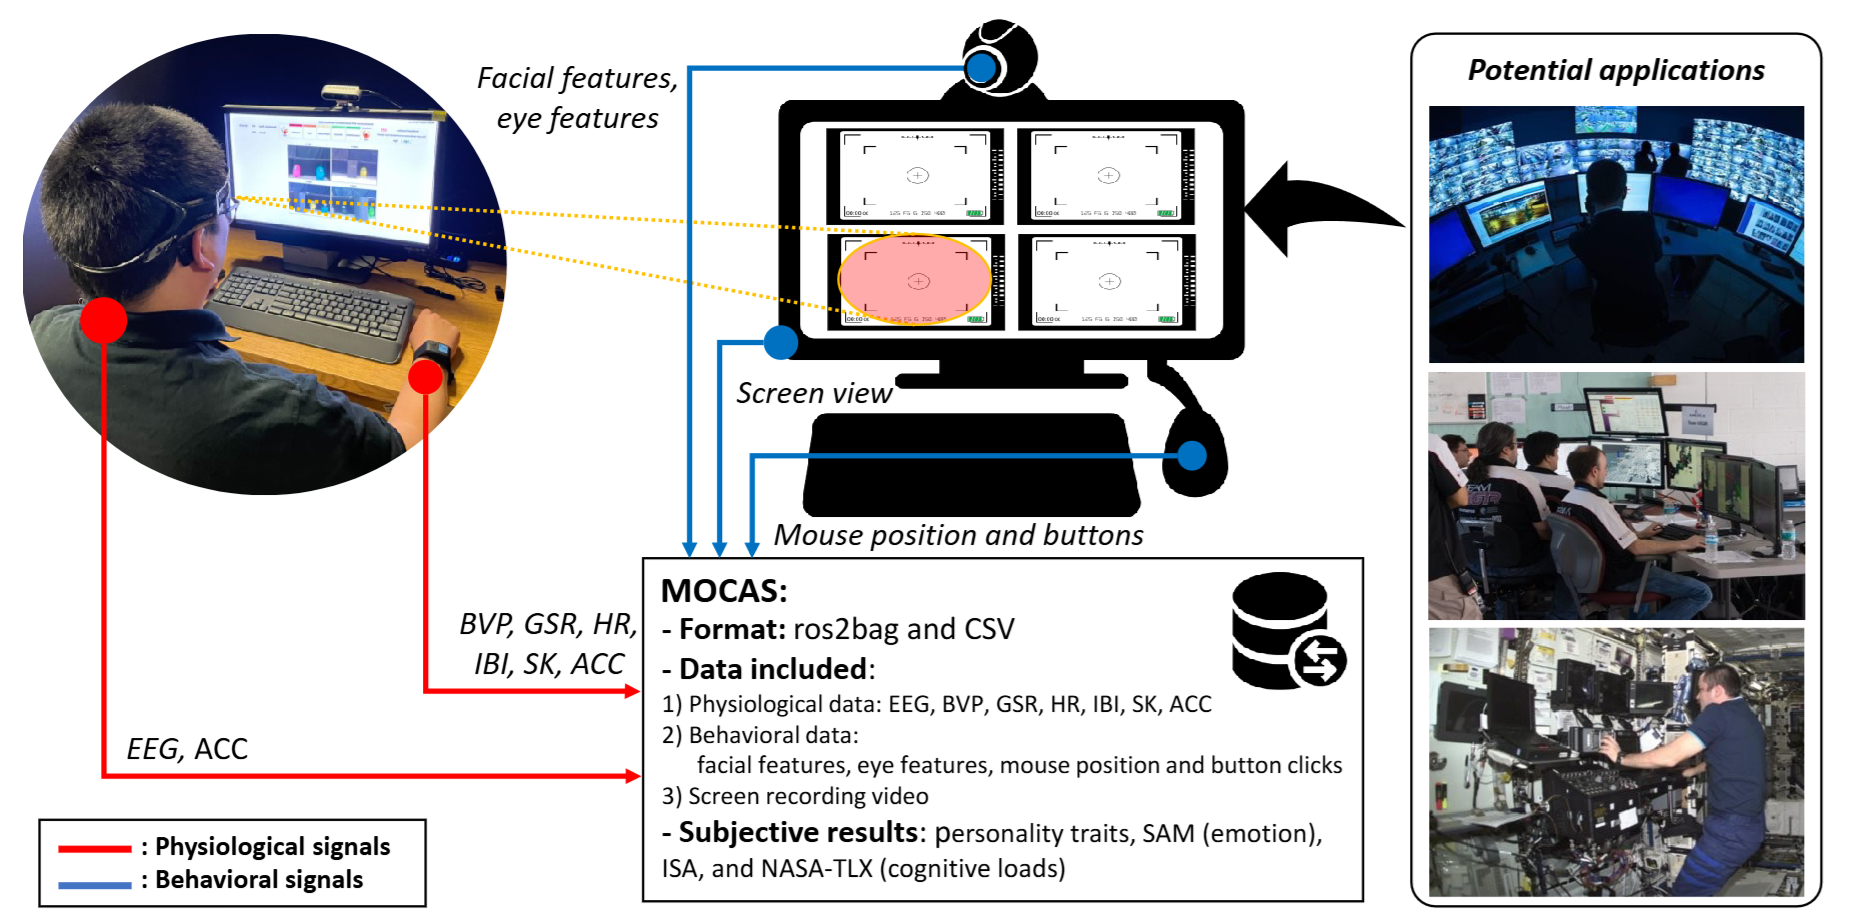 Facial features,
eye features
Potential applications
Screen view
Mouse position and buttons
BVP, GSR, HR,
IBI, SK, ACC
EEG, ACC
MOCAS:
- Format: ros2bag and CSV
- Data included:
1) Physiological data: EEG, BVP, GSR, HR, IBI, SK, ACC
2) Behavioral data:
facial features, eye features, mouse position and button clicks
3) Screen recording video
- Subjective results: personality traits, SAM (emotion),
ISA, and NASA-TLX (cognitive loads)
: Physiological signals
: Behavioral signals